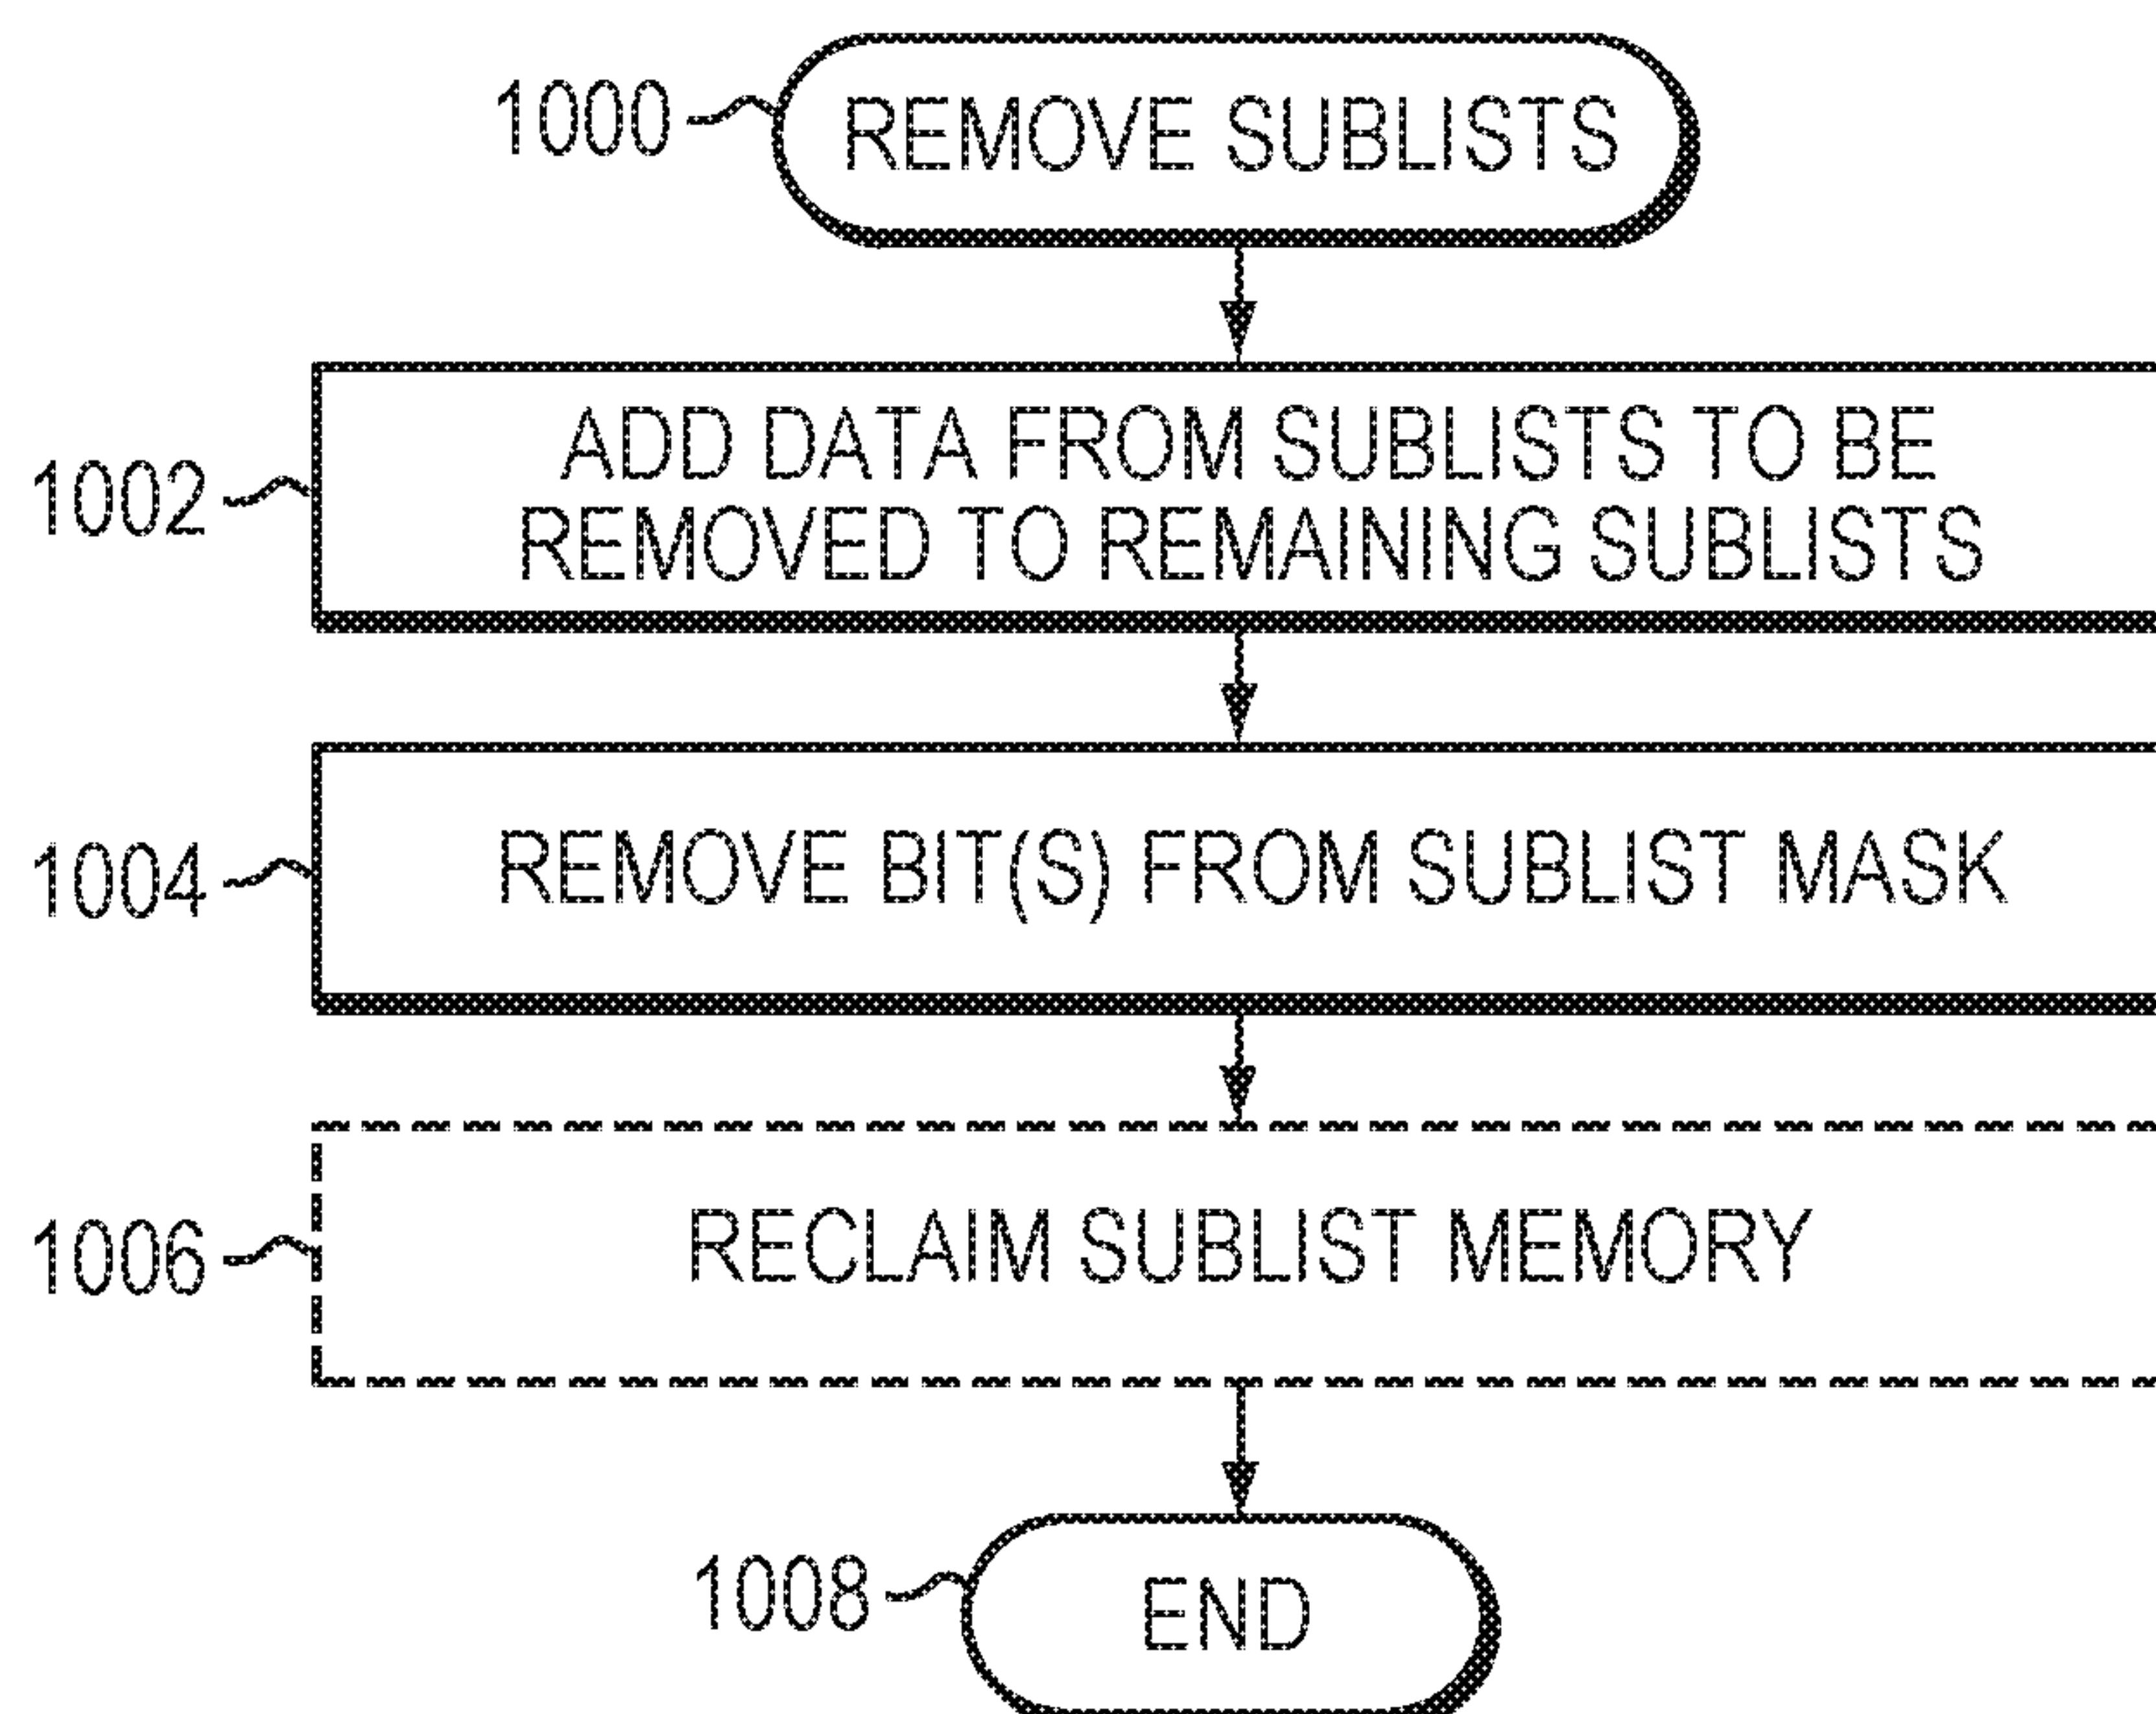 1000
REMOVE SUBLISTS
1002
ADD DATA FROM SUBLISTS TO BE
REMOVED TO REMAINING SUBLISTS
1004
REMOVE BIT(S) FROM SUBLIST MASK
1006
RECLAIM SUBLIST MEMORY
1008
END